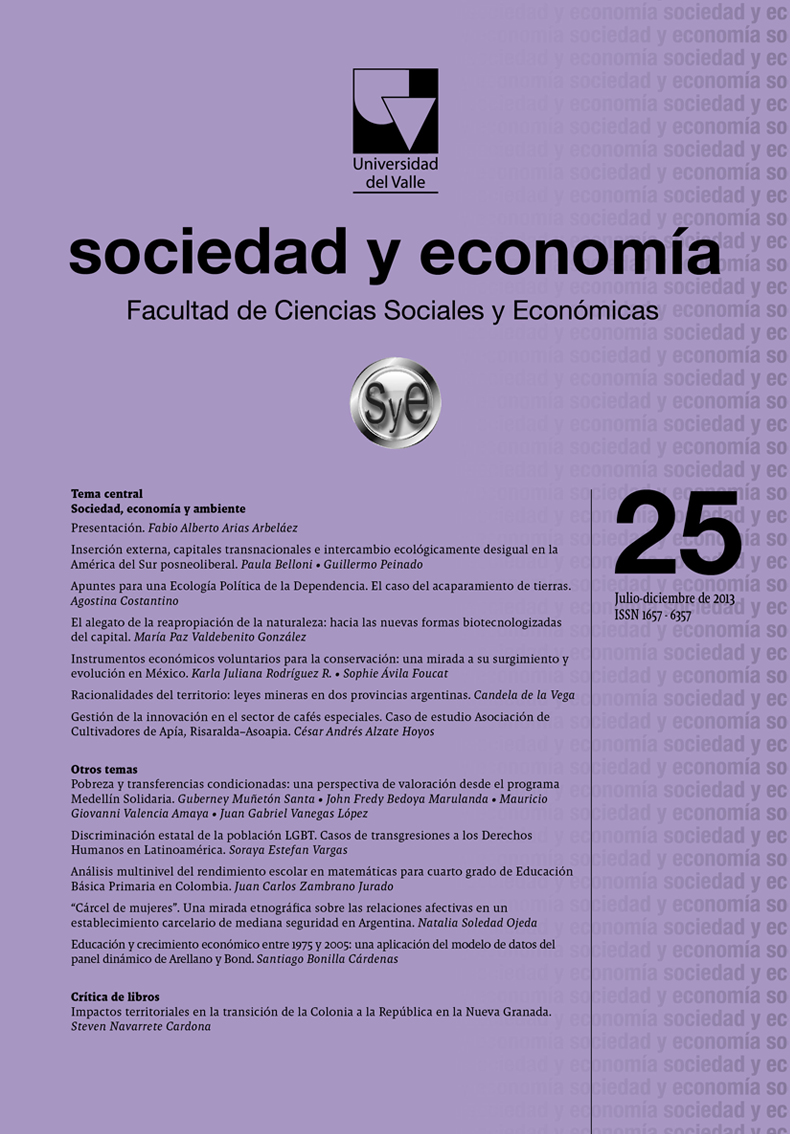 Universidad
del Valle
sociedad y economía
Facultad de Ciencias Sociales y Económicas
SyE
Tema central
Sociedad, economía y ambiente
Presentación. Fabio Alberto Arias Arbeláez
Inserción externa, capitales transnacionales e intercambio ecológicamente desigual en la
América del Sur posneoliberal. Paula Belloni • Guillermo Peinado
Apuntes para una Ecología Política de la Dependencia. El caso del acaparamiento de tierras.
Agostina Costantino
El alegato de la reapropiación de la naturaleza: hacia las nuevas formas biotecnologizadas
del capital. María Paz Valdebenito González
Instrumentos económicos voluntarios para la conservación: una mirada a su surgimiento y
evolución en México. Karla Juliana Rodríguez R. • Sophie Ávila Foucat
Racionalidades del territorio: leyes mineras en dos provincias argentinas. Candela de la Vega
Gestión de la innovación en el sector de cafés especiales. Caso de estudio Asociación de
Cultivadores de Apía, Risaralda–Asoapia. César Andrés Alzate Hoyos
Otros temas
Pobreza y transferencias condicionadas: una perspectiva de valoración desde el programa
Medellín Solidaria. Guberney Muñetón Santa • John Fredy Bedoya Marulanda • Mauricio
Giovanni Valencia Amaya • Juan Gabriel Vanegas López
Discriminación estatal de la población LGBT. Casos de transgresiones a los Derechos
Humanos en Latinoamérica. Soraya Estefan Vargas
Análisis multinivel del rendimiento escolar en matemáticas para cuarto grado de Educación
Básica Primaria en Colombia. Juan Carlos Zambrano Jurado
“Cárcel de mujeres”. Una mirada etnográfica sobre las relaciones afectivas en un
establecimiento carcelario de mediana seguridad en Argentina. Natalia Soledad Ojeda
Educación y crecimiento económico entre 1975 y 2005: una aplicación del modelo de datos del
panel dinámico de Arellano y Bond. Santiago Bonilla Cárdenas
Crítica de libros
Impactos territoriales en la transición de la Colonia a la República en la Nueva Granada.
Steven Navarrete Cardona
25
Julio-diciembre de 2013
ISSN 1657 - 6357